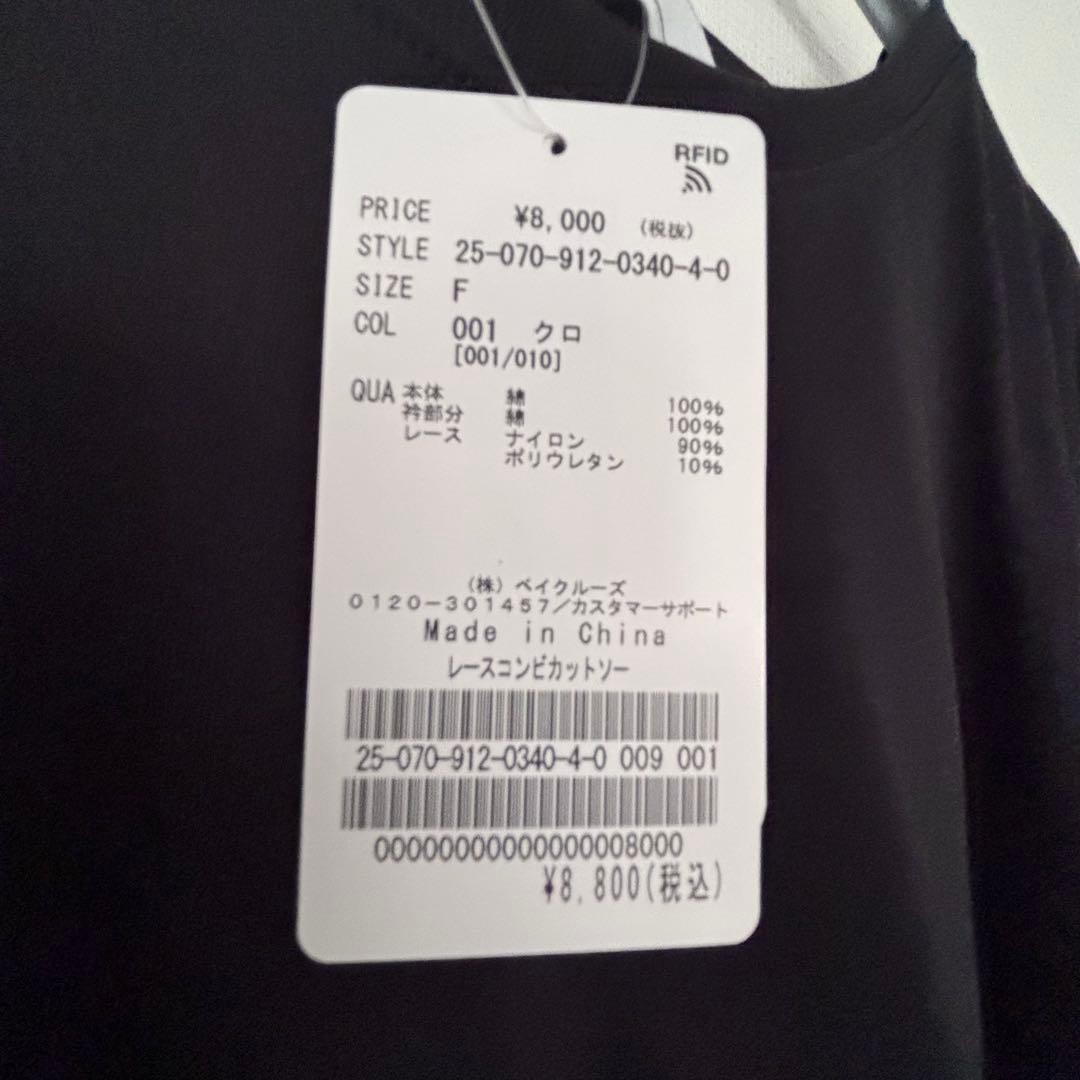 RFID
PRICE ¥8,000 (税抜)
STYLE 25-070-912-0340-4-0
SIZE F
COL 001 クロ
[001/010]
QUA 本体 綿 100%
衿部分 綿 100%
レース ナイロン 90%
ポリウレタン 10%
(株) ベイクルーズ
0120-301457/カスタマーサポート
Made in China
レースコンビカットソー
25-070-912-0340-4-0 009 001
00000000000000008000
¥8,800(税込)